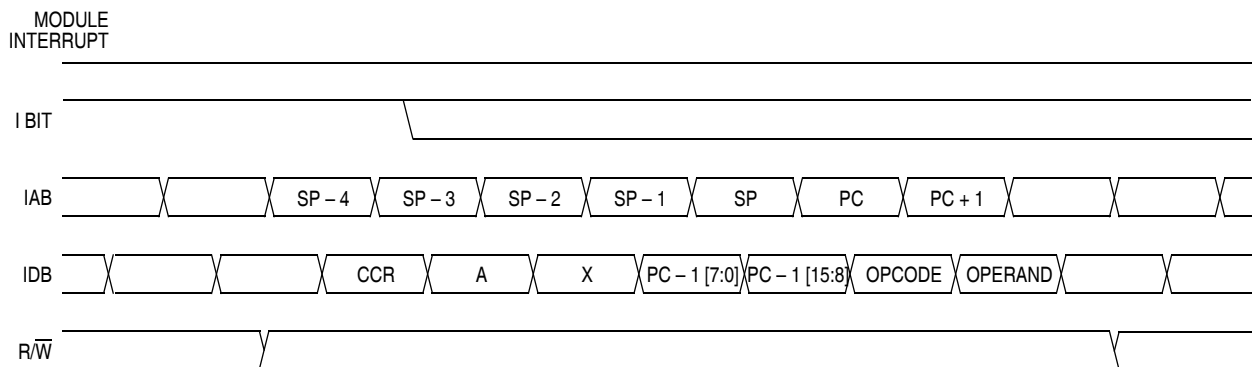 MODULE
INTERRUPT
I BIT
IAB SP – 4 SP – 3 SP – 2 SP – 1 SP PC PC + 1
IDB CCR A X PC – 1 [7:0] PC – 1 [15:8] OPCODE OPERAND
R/W̅